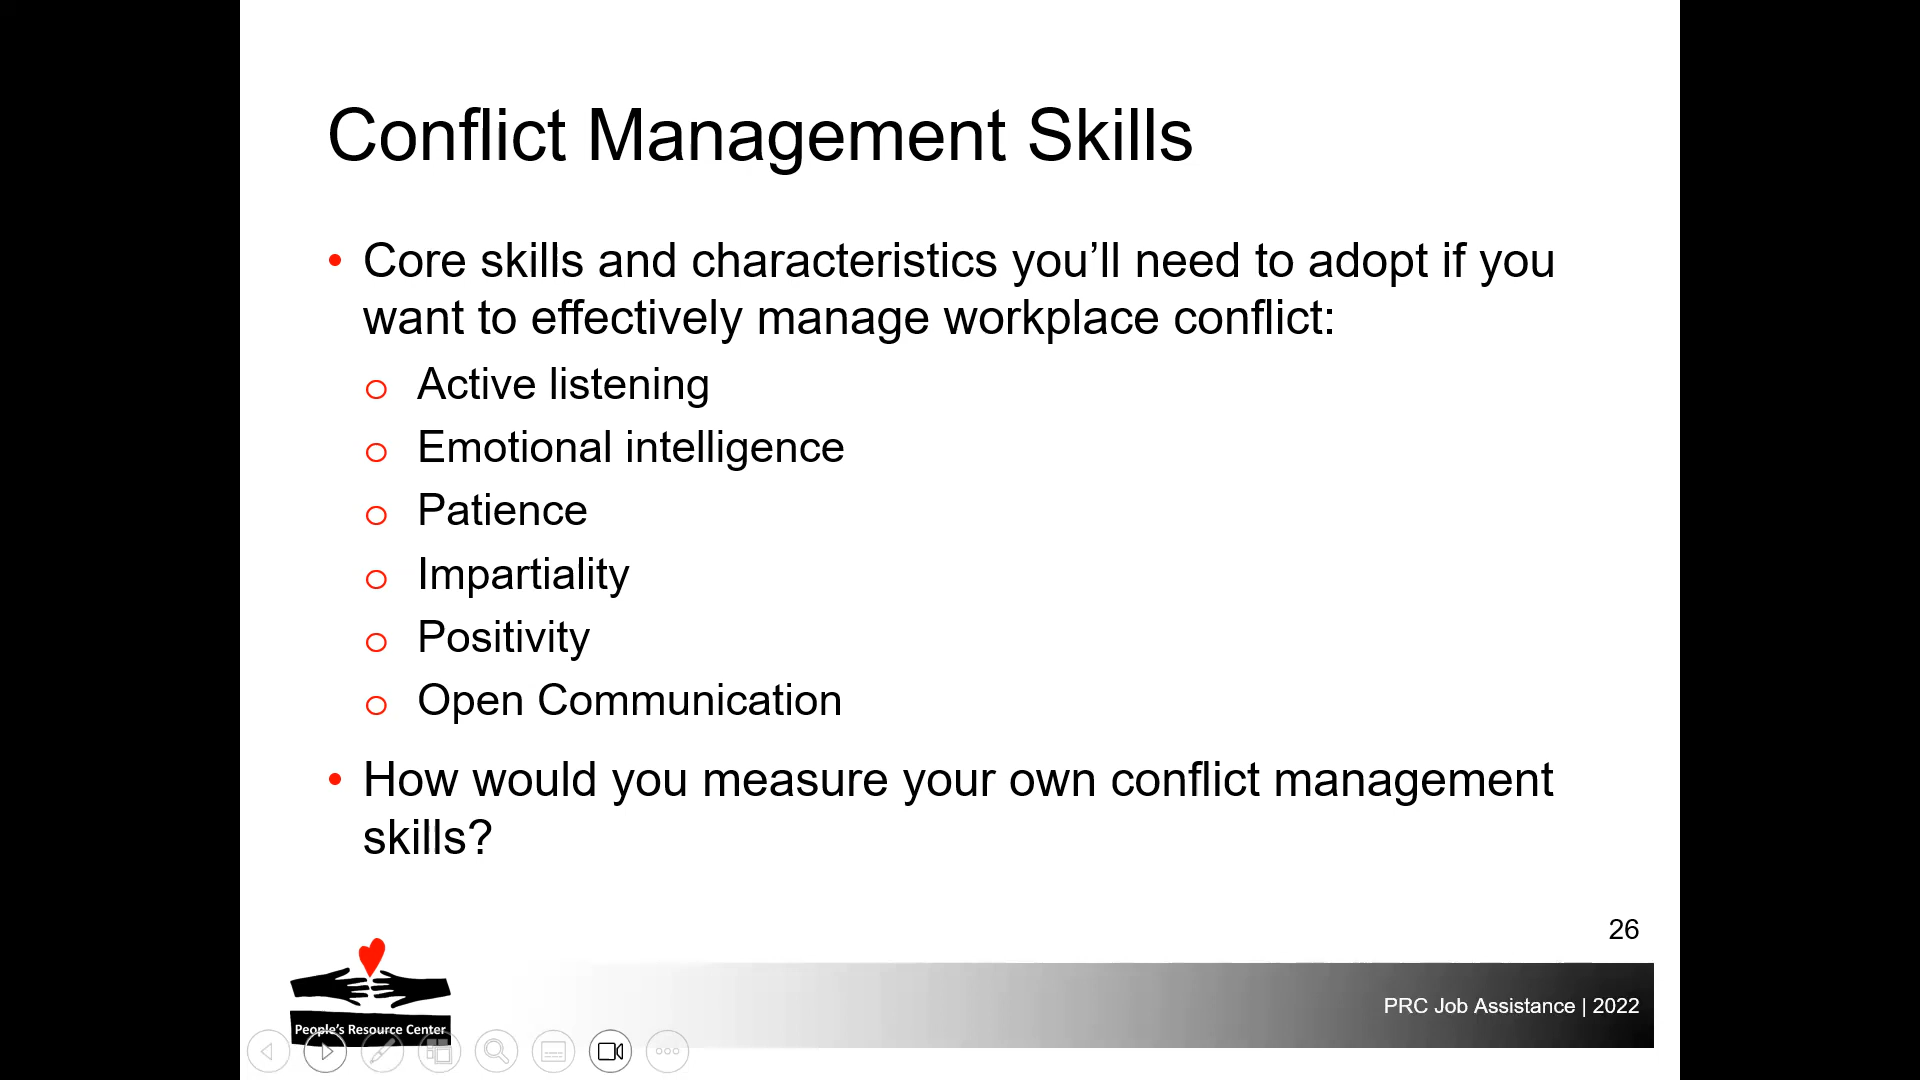 Conflict Management Skills
• Core skills and characteristics you’ll need to adopt if you
want to effectively manage workplace conflict:
o Active listening
o Emotional intelligence
o Patience
o Impartiality
o Positivity
o Open Communication
• How would you measure your own conflict management
skills?
26
People’s Resource Center
PRC Job Assistance | 2022